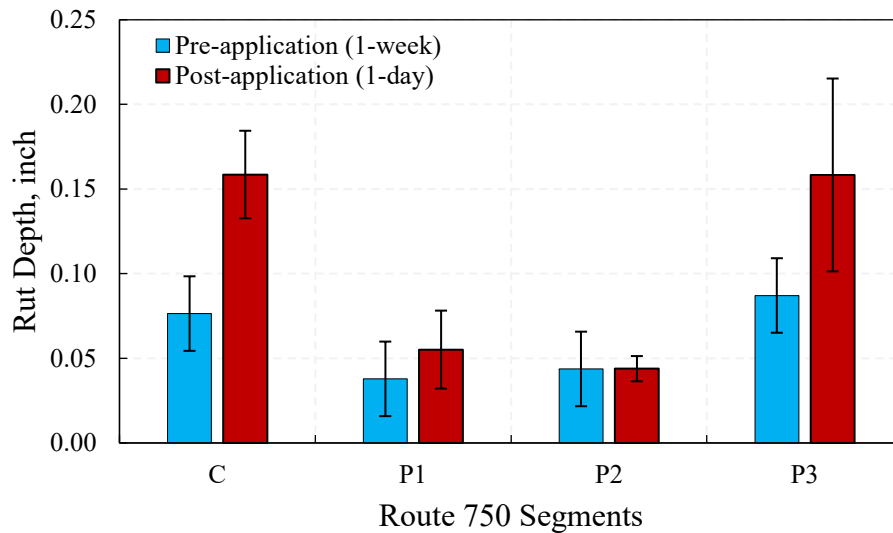 0.25
0.20
0.15
0.10
0.05
0.00
Rut Depth, inch
Pre-application (1-week)
Post-application (1-day)
C P1 P2 P3
Route 750 Segments